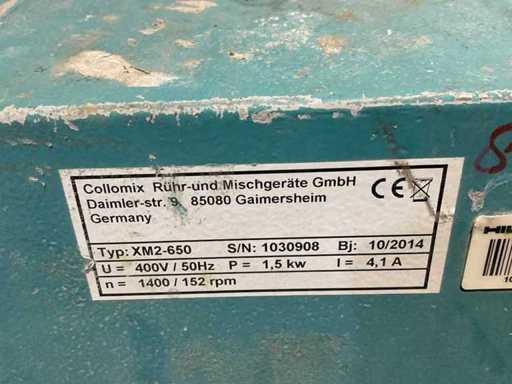 Collomix Rühr-und Mischgeräte GmbH
Daimler-str. 9, 85080 Gaimersheim
Germany
CE
Typ: XM2-650 S/N: 1030908 Bj: 10/2014
U = 400V / 50Hz P = 1,5 kw I = 4,1 A
n = 1400 / 152 rpm